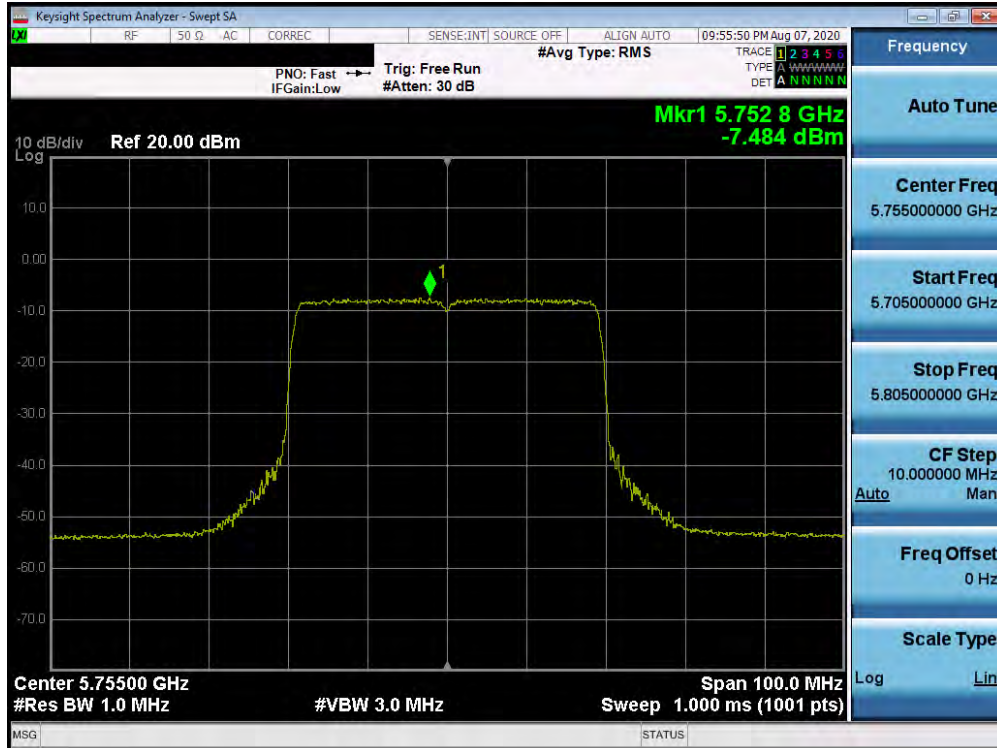 Keysight Spectrum Analyzer - Swept SA
LXI RF 50 Ω AC CORREC SENSE:INT SOURCE OFF ALIGN AUTO 09:55:50 PM Aug 07, 2020
#Avg Type: RMS
TRACE 1 2 3 4 5 6
PNO: Fast Trig: Free Run
TYPE A WWWWW
IFGain:Low #Atten: 30 dB
DET A N N N N N
Mkr1 5.752 8 GHz
-7.484 dBm
10 dB/div Ref 20.00 dBm
Log
10.0
0.00
1
-10.0
-20.0
-30.0
-40.0
-50.0
-60.0
-70.0
Center 5.75500 GHz
Span 100.0 MHz
#Res BW 1.0 MHz #VBW 3.0 MHz Sweep 1.000 ms (1001 pts)
MSG STATUS
Frequency
Auto Tune
Center Freq
5.755000000 GHz
Start Freq
5.705000000 GHz
Stop Freq
5.805000000 GHz
CF Step
10.000000 MHz
Auto Man
Freq Offset
0 Hz
Scale Type
Log Lin